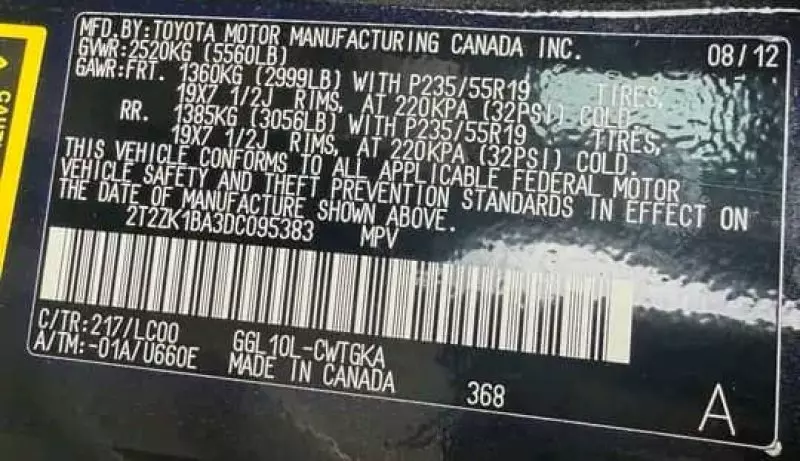 MFD.BY:TOYOTA MOTOR MANUFACTURING CANADA INC. 08/12
GVWR:2520KG (5560LB)
GAWR:FRT. 1360KG (2999LB) WITH P235/55R19 TIRES,
19X7 1/2J RIMS, AT 220KPA (32PSI) COLD.
RR. 1385KG (3056LB) WITH P235/55R19 TIRES,
19X7 1/2J RIMS, AT 220KPA (32PSI) COLD.
THIS VEHICLE CONFORMS TO ALL APPLICABLE FEDERAL MOTOR
VEHICLE SAFETY AND THEFT PREVENTION STANDARDS IN EFFECT ON
THE DATE OF MANUFACTURE SHOWN ABOVE.
2T2ZK1BA3DC095383 MPV
C/TR:217/LC00 GGL10L-CWTGKA
A/TM:-01A/U660E MADE IN CANADA 368
A